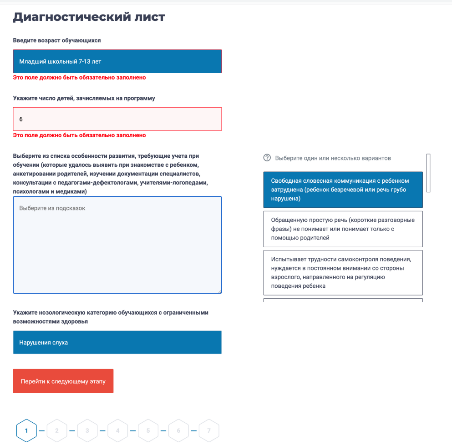 Диагностический лист
Введите возраст обучающихся
Младший школьный 7-13 лет
Это поле должно быть обязательно заполнено
Укажите число детей, зачисляемых на программу
6
Это поле должно быть обязательно заполнено
Выберите из списка особенности развития, требующие учета при
обучении (которые удалось выявить при знакомстве с ребенком,
анкетировании родителей, изучении документации специалистов,
консультации с педагогами-дефектологами, учителями-логопедами,
психологами и медиками)
Выберите из подсказок
Выберите один или несколько вариантов
Свободная словесная коммуникация с ребенком
затруднена (ребенок безречевой или речь грубо
нарушена)
Обращенную простую речь (короткие разговорные
фразы) не понимает или понимает только с
помощью родителей
Испытывает трудности самоконтроля поведения,
нуждается в постоянном внимании со стороны
взрослого, направленного на регуляцию
поведения ребенка
Укажите нозологическую категорию обучающихся с ограниченными
возможностями здоровья
Нарушения слуха
Перейти к следующему этапу
1 2 3 4 5 6 7